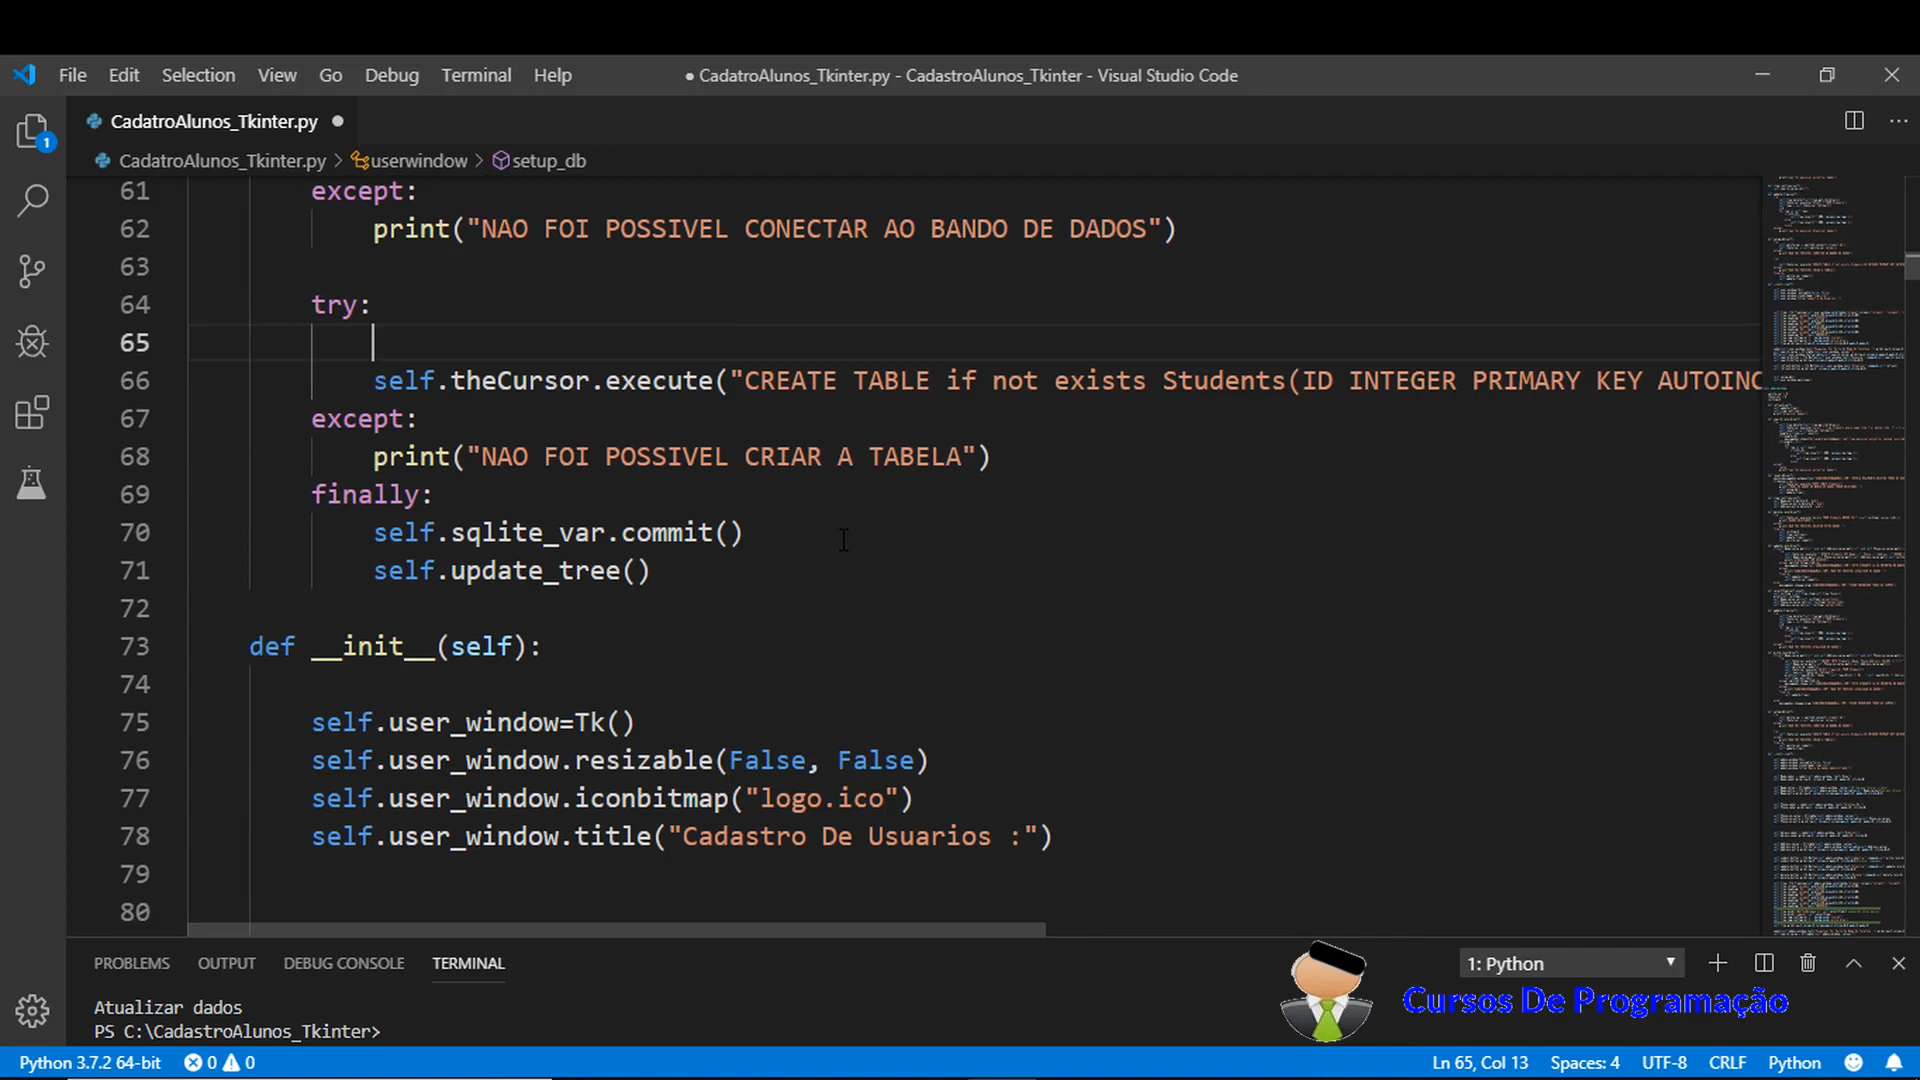 File Edit Selection View Go Debug Terminal Help ● CadatroAlunos_Tkinter.py - CadastroAlunos_Tkinter - Visual Studio Code
CadatroAlunos_Tkinter.py ●
CadatroAlunos_Tkinter.py > userwindow > setup_db
1
61 except:
62 print("NAO FOI POSSIVEL CONECTAR AO BANDO DE DADOS")
63
64 try:
65
66 self.theCursor.execute("CREATE TABLE if not exists Students(ID INTEGER PRIMARY KEY AUTOINC
67 except:
68 print("NAO FOI POSSIVEL CRIAR A TABELA")
69 finally:
70 self.sqlite_var.commit()
71 self.update_tree()
72
73 def __init__(self):
74
75 self.user_window=Tk()
76 self.user_window.resizable(False, False)
77 self.user_window.iconbitmap("logo.ico")
78 self.user_window.title("Cadastro De Usuarios :")
79
80
PROBLEMS OUTPUT DEBUG CONSOLE TERMINAL 1: Python
Atualizar dados
PS C:\CadastroAlunos_Tkinter>
Cursos De Programação
Python 3.7.2 64-bit 0 0 Ln 65, Col 13 Spaces: 4 UTF-8 CRLF Python